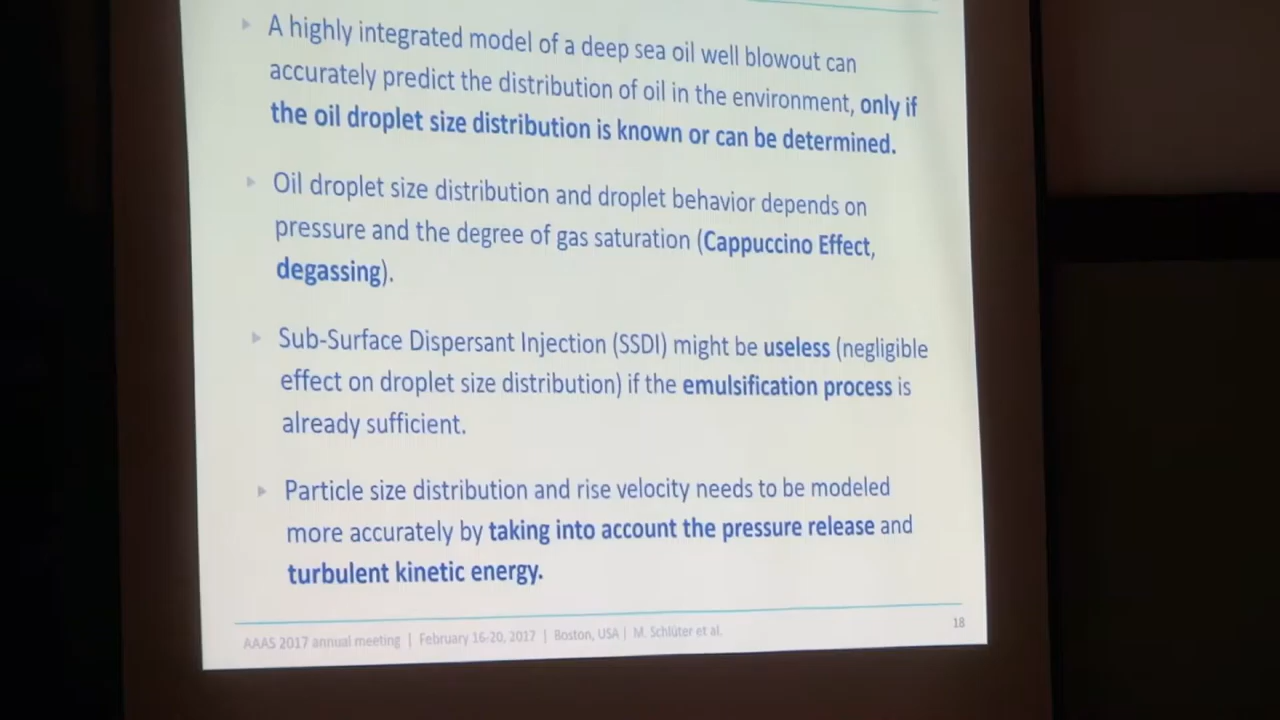 A highly integrated model of a deep sea oil well blowout can
accurately predict the distribution of oil in the environment, only if
the oil droplet size distribution is known or can be determined.
Oil droplet size distribution and droplet behavior depends on
pressure and the degree of gas saturation (Cappuccino Effect,
degassing).
Sub-Surface Dispersant Injection (SSDI) might be useless (negligible
effect on droplet size distribution) if the emulsification process is
already sufficient.
Particle size distribution and rise velocity needs to be modeled
more accurately by taking into account the pressure release and
turbulent kinetic energy.
AAAS 2017 annual meeting | February 16-20, 2017 | Boston, USA | M. Schlüter et al.
18